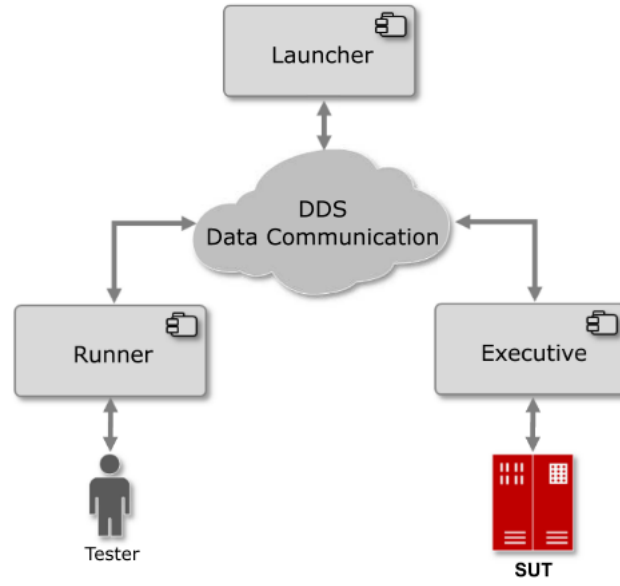 Launcher
DDS
Data Communication
Runner
Executive
Tester
SUT